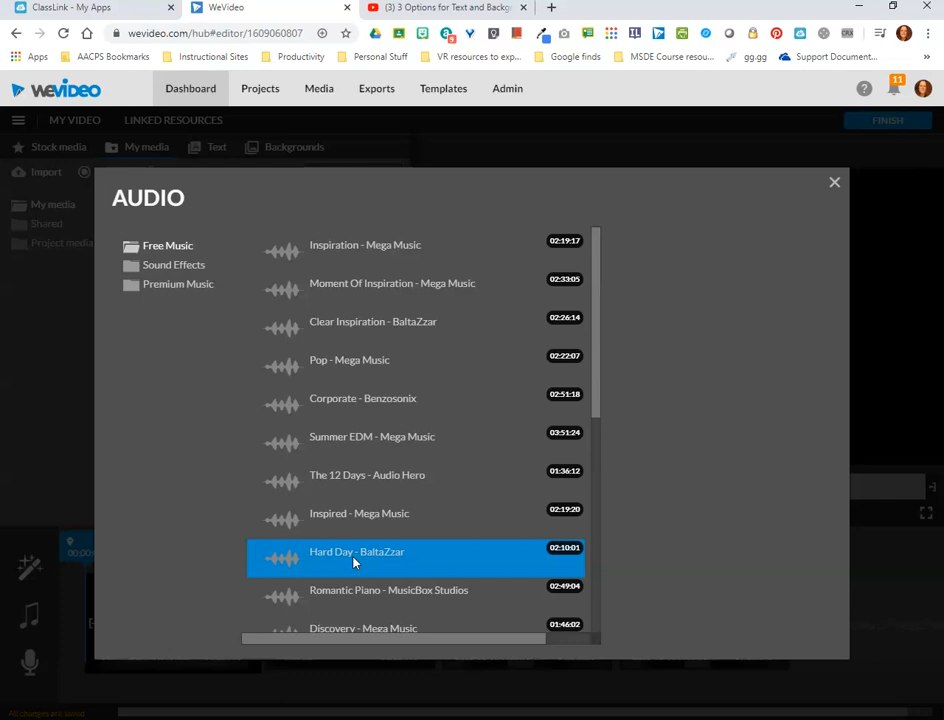 ClassLink - My Apps
WeVideo
(3) 3 Options for Text and Backg
wevideo.com/hub#editor/1609060807
Apps
AACPS Bookmarks
Instructional Sites
Productivity
Personal Stuff
VR resources to exp...
Google finds
MSDE Course resou...
gg.gg
Support Document...
WEVIDEO
Dashboard
Projects
Media
Exports
Templates
Admin
11
MY VIDEO
LINKED RESOURCES
FINISH
Stock media
My media
Text
Backgrounds
Import
My media
Shared
Project media
AUDIO
Free Music
Sound Effects
Premium Music
Inspiration - Mega Music
02:19:17
Moment Of Inspiration - Mega Music
02:33:05
Clear Inspiration - BaltaZzar
02:26:14
Pop - Mega Music
02:22:07
Corporate - Benzosonix
02:51:18
Summer EDM - Mega Music
03:51:24
The 12 Days - Audio Hero
01:36:12
Inspired - Mega Music
02:19:20
Hard Day - BaltaZzar
02:10:01
Romantic Piano - MusicBox Studios
02:49:04
Discovery - Mega Music
01:46:02
All changes are saved